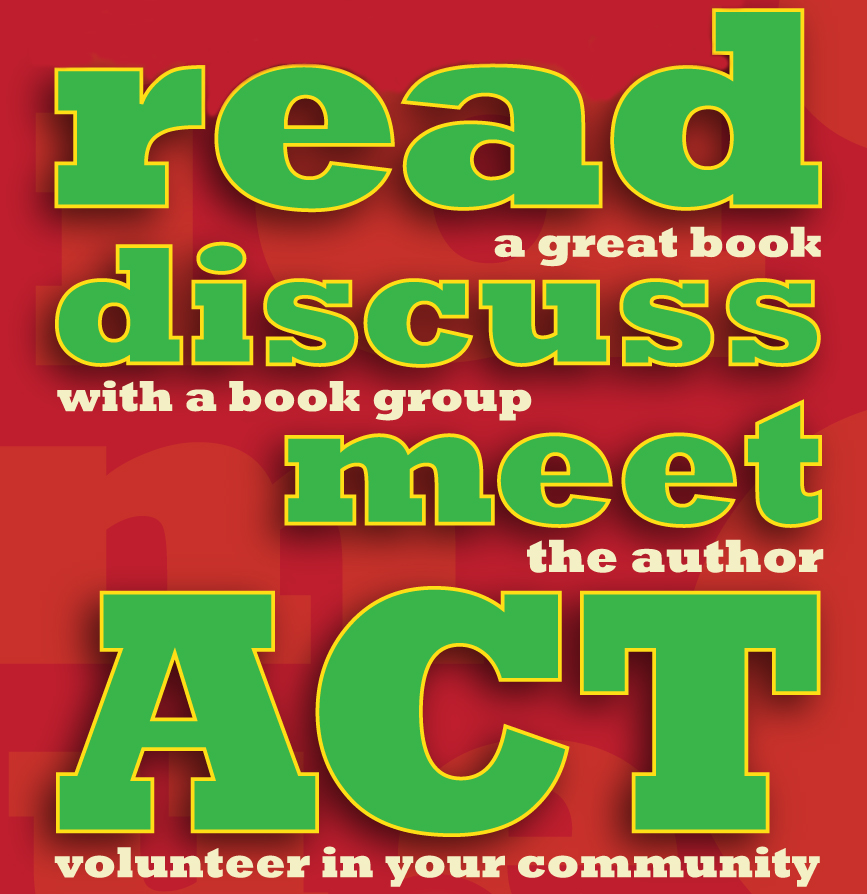 read
a great book
discuss
with a book group
meet
the author
ACT
volunteer in your community